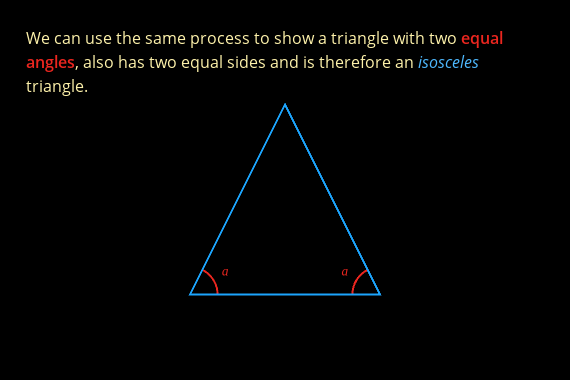 We can use the same process to show a triangle with two equal
angles, also has two equal sides and is therefore an isosceles
triangle.
a a